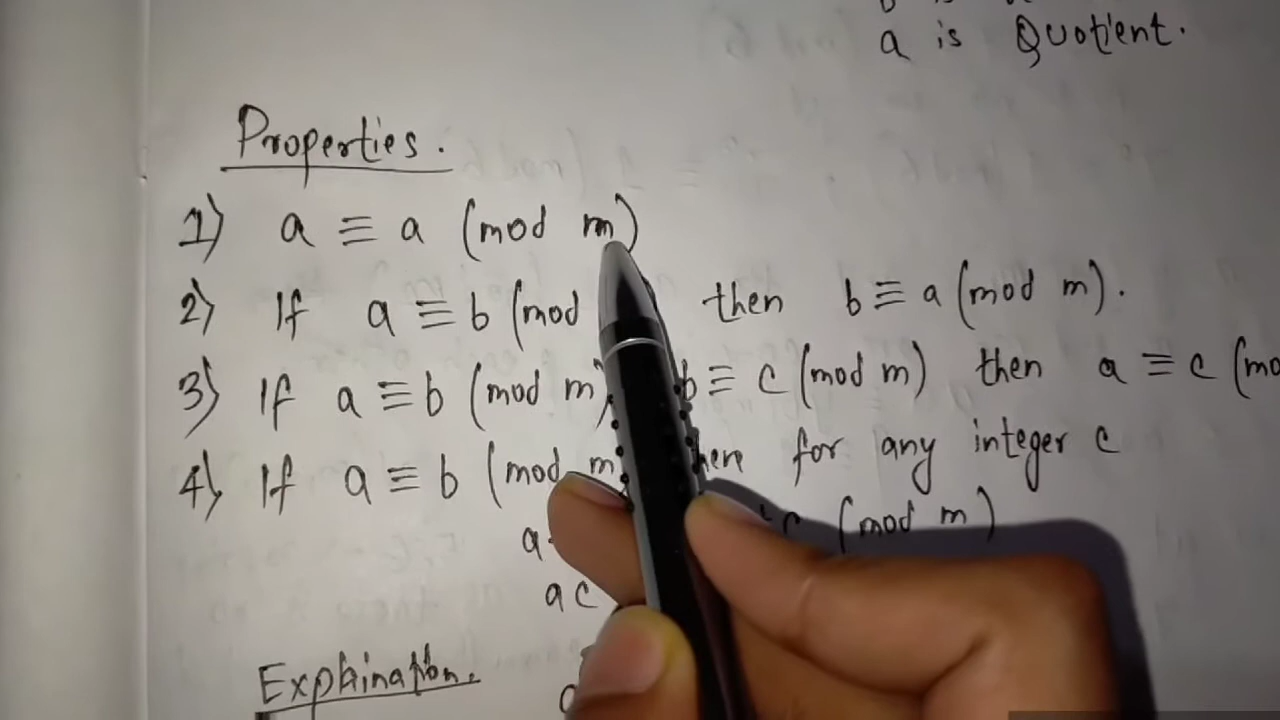 a is Quotient.
Properties.
1) a ≡ a (mod m)
2) If a ≡ b (mod then b ≡ a (mod m).
3) If a ≡ b (mod m) b ≡ c (mod m) then a ≡ c (mo
4) If a ≡ b (mod m for any integer c
a c (mod m)
ac